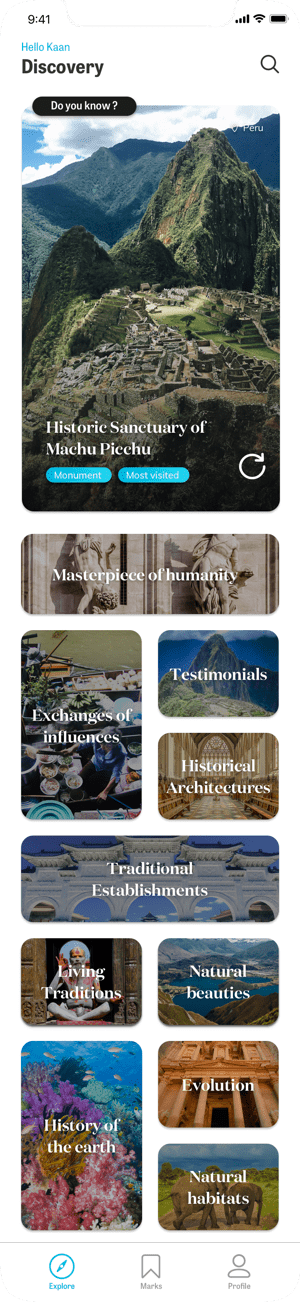 9:41
Hello Kaan
Discovery
Do you know ?
Peru
Historic Sanctuary of
Machu Picchu
Monument
Most visited
Masterpiece of humanity
Exchanges of
influences
Testimonials
Historical
Architectures
Traditional
Establishments
Living
Traditions
Natural
beauties
History of
the earth
Evolution
Natural
habitats
Explore
Marks
Profile